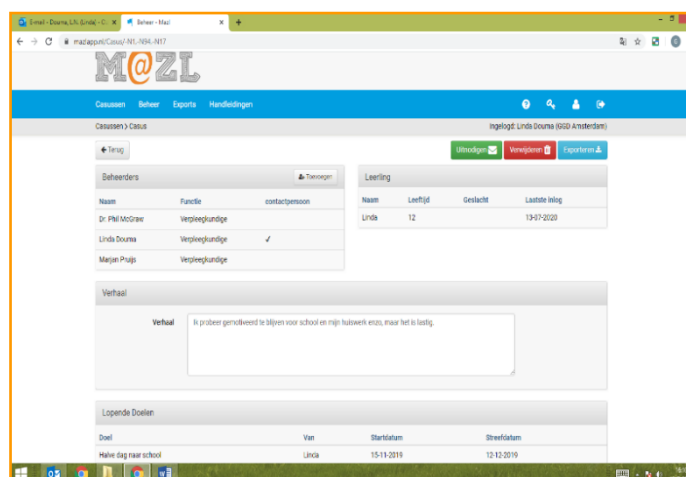 E-mail - Douma, S.N. (Linda) - O
Beheer - Mazl
mazlapp.nl/Casus/-N1,-N94,-N17
M@ZL
Casussen Beheer Exports Handleidingen
Casussen > Casus Ingelogd: Linda Douma (GGD Amsterdam)
Terug Uitnodigen Verwijderen Exporteren
Beheerders Toevoegen
Naam Functie contactpersoon
Dr. Phil McGraw Verpleegkundige
Linda Douma Verpleegkundige ✓
Marjan Pruijs Verpleegkundige
Leerling
Naam Leeftijd Geslacht Laatste inlog
Linda 12 13-07-2020
Verhaal
Verhaal Ik probeer gemotiveerd te blijven voor school en mijn huiswerk enzo, maar het is lastig.
Lopende Doelen
Doel Van Startdatum Streefdatum
Halve dag naar school Linda 15-11-2019 12-12-2019